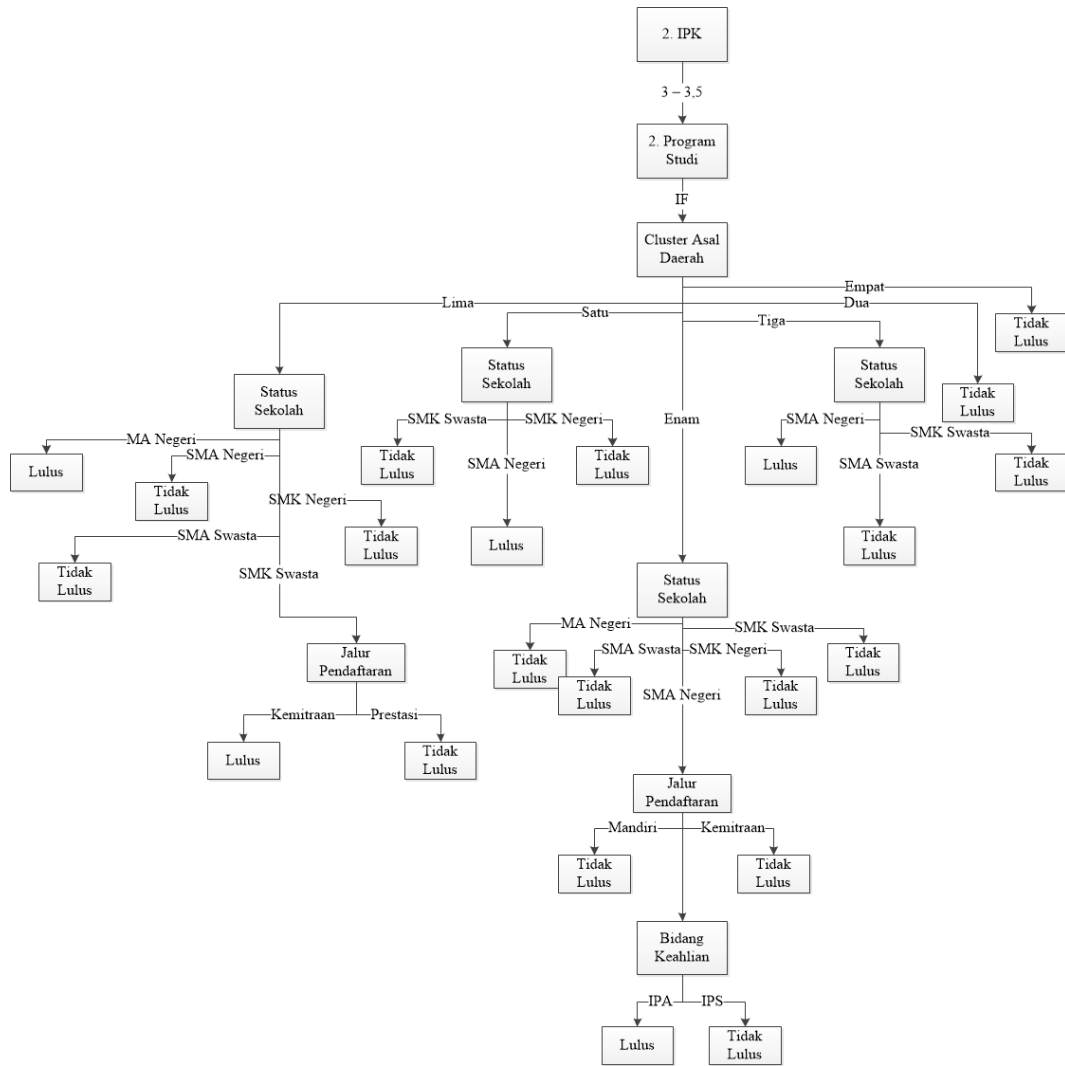 2. IPK
3 – 3,5
2. Program
Studi
IF
Cluster Asal
Daerah
Empat
Lima
Dua
Satu
Tiga
Tidak
Lulus
Status
Sekolah
Status
Sekolah
Status
Sekolah
Tidak
Lulus
SMK Swasta
SMK Negeri
Enam
SMA Negeri
SMK Swasta
MA Negeri
SMA Negeri
Lulus
Tidak
Lulus
SMA Negeri
Tidak
Lulus
Tidak
Lulus
Lulus
SMA Swasta
Tidak
Lulus
SMK Negeri
SMA Swasta
Tidak
Lulus
Lulus
Tidak
Lulus
Tidak
Lulus
SMK Swasta
Status
Sekolah
MA Negeri
SMK Swasta
Jalur
Pendaftaran
Tidak
Lulus
SMA Swasta
SMK Negeri
Tidak
Lulus
Tidak
Lulus
SMA Negeri
Tidak
Lulus
Kemitraan
Prestasi
Lulus
Tidak
Lulus
Jalur
Pendaftaran
Mandiri
Kemitraan
Tidak
Lulus
Tidak
Lulus
Bidang
Keahlian
IPA
IPS
Lulus
Tidak
Lulus